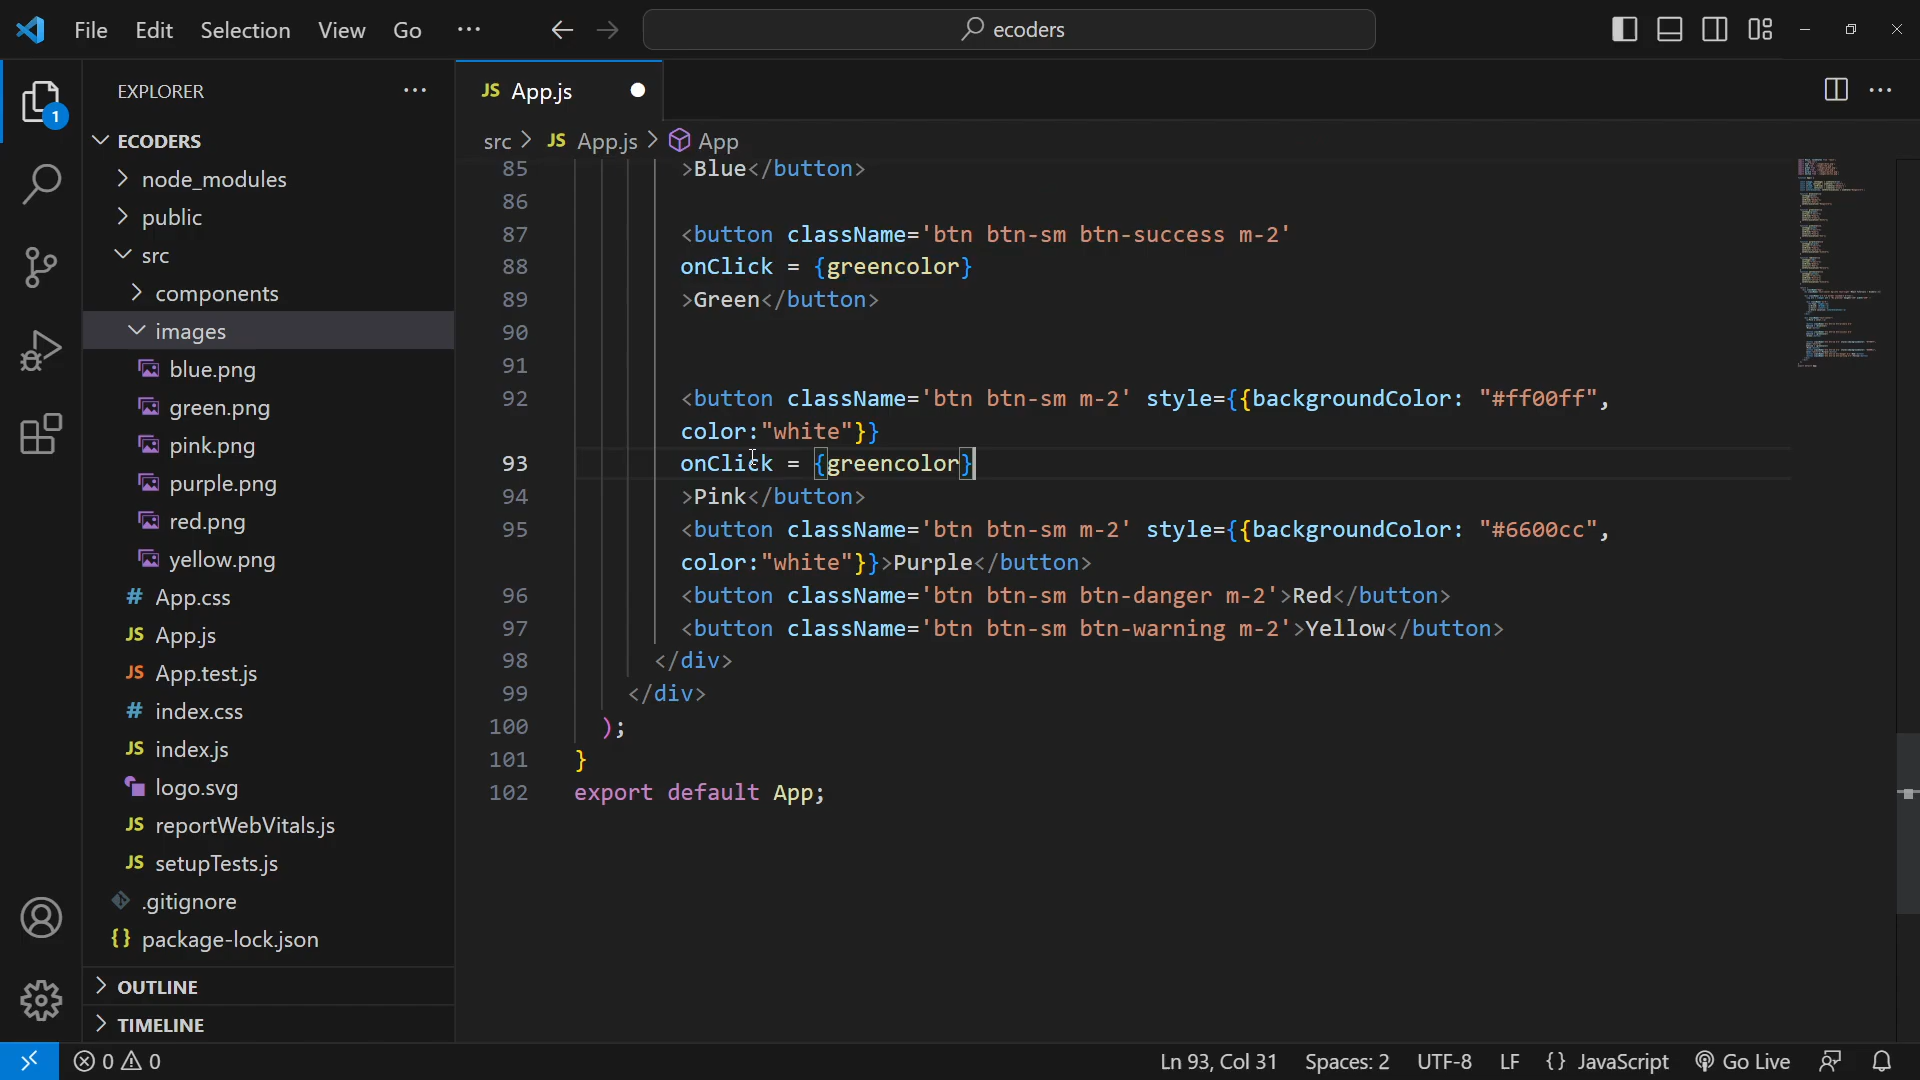 File Edit Selection View Go ... ecoders
EXPLORER ...
ECODERS
node_modules
public
src
components
images
blue.png
green.png
pink.png
purple.png
red.png
yellow.png
App.css
App.js
App.test.js
index.css
index.js
logo.svg
reportWebVitals.js
setupTests.js
.gitignore
package-lock.json
OUTLINE
TIMELINE
JS App.js
src > JS App.js > App
85 >Blue</button>
86
87 <button className='btn btn-sm btn-success m-2'
88 onClick = {greencolor}
89 >Green</button>
90
91
92 <button className='btn btn-sm m-2' style={{backgroundColor: "#ff00ff",
color:"white"}}
93 onClick = {greencolor}
94 >Pink</button>
95 <button className='btn btn-sm m-2' style={{backgroundColor: "#6600cc",
color:"white"}}>Purple</button>
96 <button className='btn btn-sm btn-danger m-2'>Red</button>
97 <button className='btn btn-sm btn-warning m-2'>Yellow</button>
98 </div>
99 </div>
100 );
101 }
102 export default App;
0 0 Ln 93, Col 31 Spaces: 2 UTF-8 LF {} JavaScript Go Live